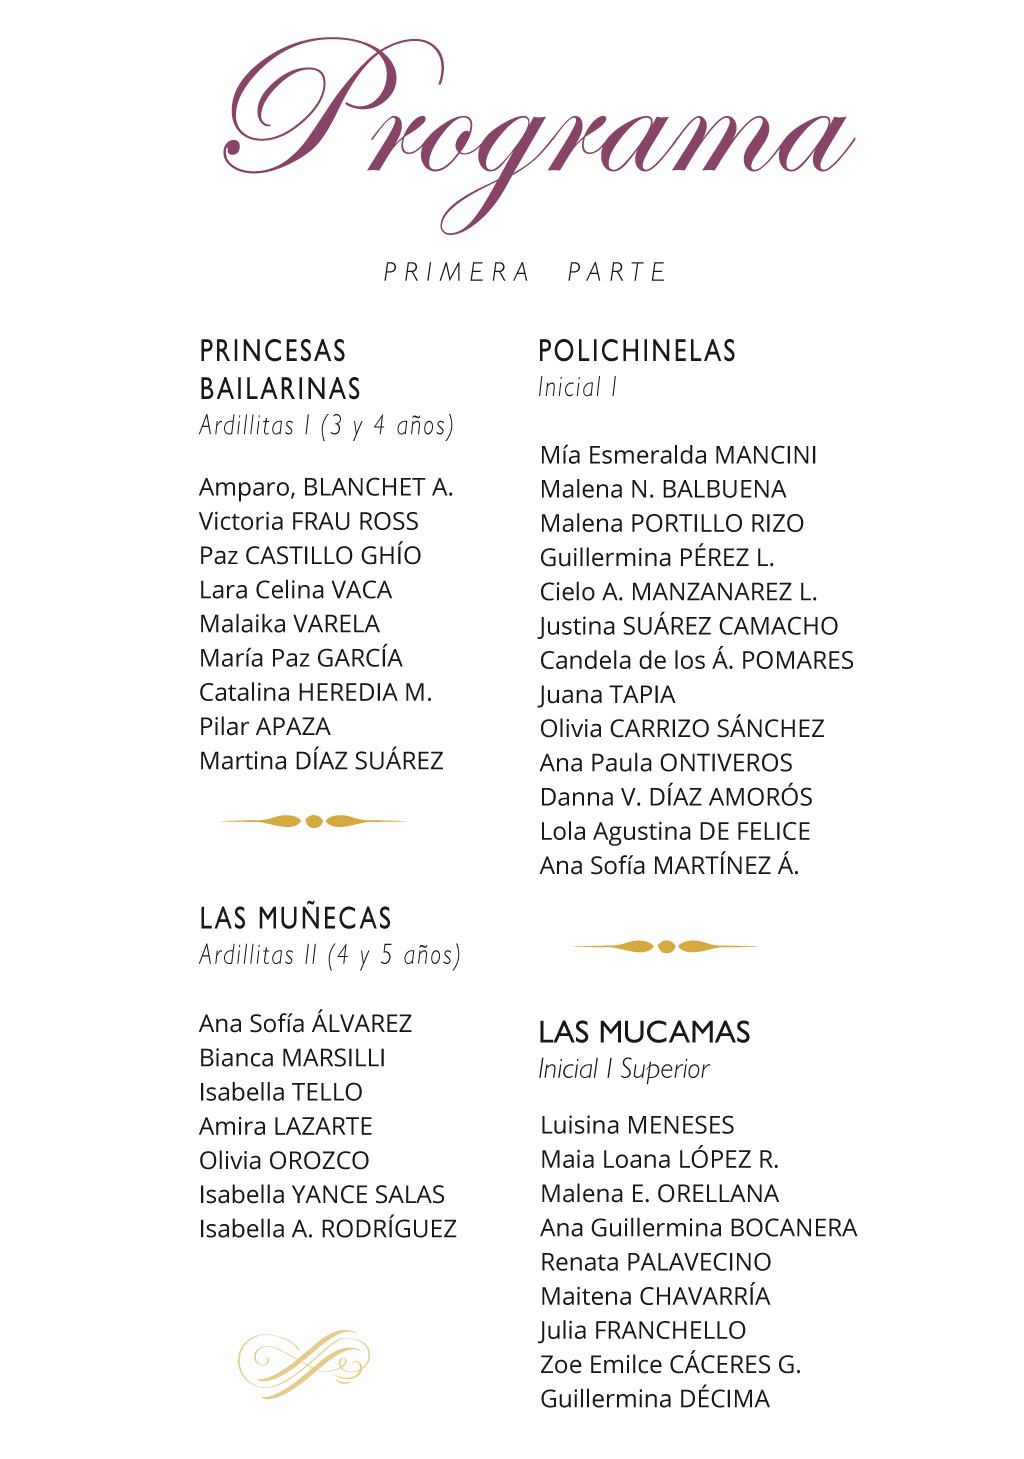 Programa
PRIMERA PARTE
PRINCESAS
BAILARINAS
Ardillitas I (3 y 4 años)
Amparo, BLANCHET A.
Victoria FRAU ROSS
Paz CASTILLO GHÍO
Lara Celina VACA
Malaika VARELA
María Paz GARCÍA
Catalina HEREDIA M.
Pilar APAZA
Martina DÍAZ SUÁREZ
LAS MUÑECAS
Ardillitas II (4 y 5 años)
Ana Sofía ÁLVAREZ
Bianca MARSILLI
Isabella TELLO
Amira LAZARTE
Olivia OROZCO
Isabella YANCE SALAS
Isabella A. RODRÍGUEZ
POLICHINELAS
Inicial I
Mía Esmeralda MANCINI
Malena N. BALBUENA
Malena PORTILLO RIZO
Guillermina PÉREZ L.
Cielo A. MANZANAREZ L.
Justina SUÁREZ CAMACHO
Candela de los Á. POMARES
Juana TAPIA
Olivia CARRIZO SÁNCHEZ
Ana Paula ONTIVEROS
Danna V. DÍAZ AMORÓS
Lola Agustina DE FELICE
Ana Sofía MARTÍNEZ Á.
LAS MUCAMAS
Inicial I Superior
Luisina MENESES
Maia Loana LÓPEZ R.
Malena E. ORELLANA
Ana Guillermina BOCANERA
Renata PALAVECINO
Maitena CHAVARRÍA
Julia FRANCHELLO
Zoe Emilce CÁCERES G.
Guillermina DÉCIMA